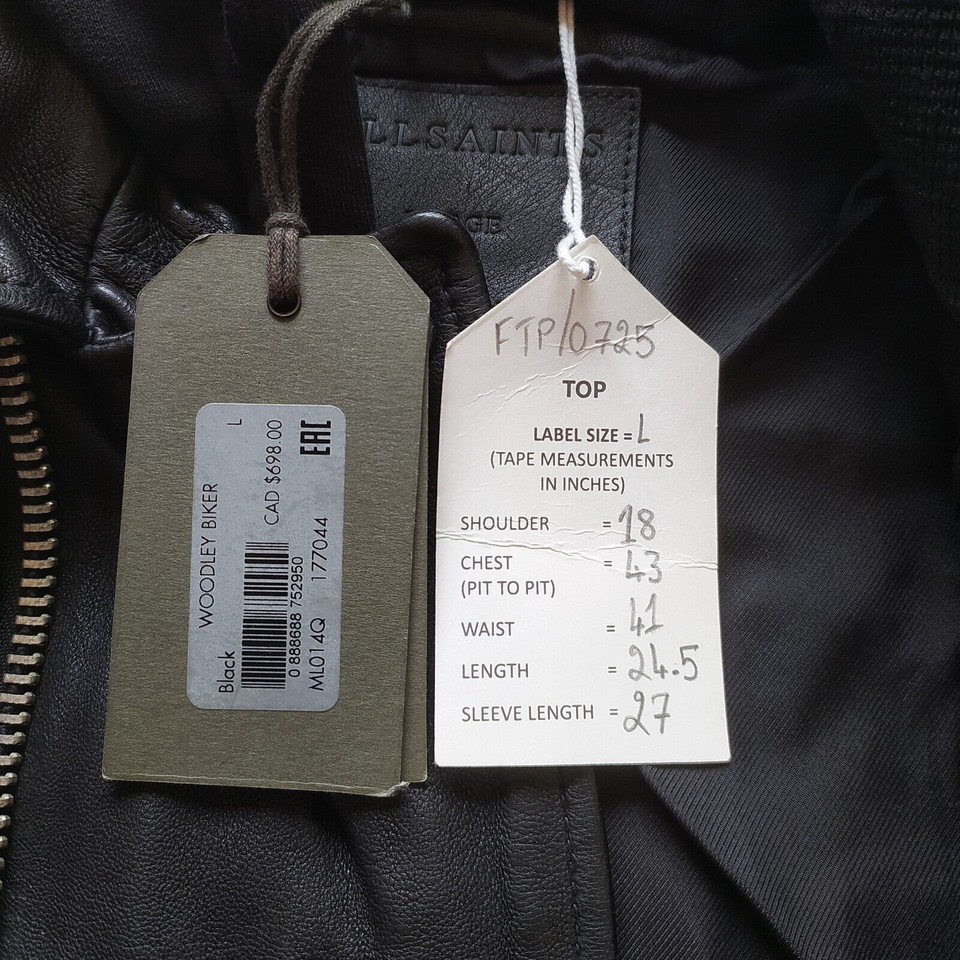 LLSAINTS
WOODLEY BIKER
Black
L
CAD $698.00
0 888688 752950
ML014Q 177044
EAC
FTP/0725
TOP
LABEL SIZE = L
(TAPE MEASUREMENTS
IN INCHES)
SHOULDER = 18
CHEST = 43
(PIT TO PIT)
WAIST = 41
LENGTH = 24.5
SLEEVE LENGTH = 27